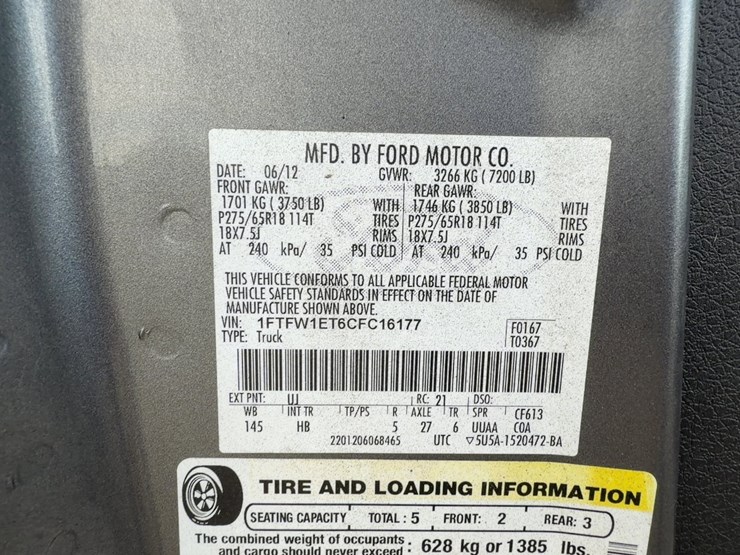 MFD. BY FORD MOTOR CO.
DATE: 06/12 GVWR: 3266 KG ( 7200 LB)
FRONT GAWR: REAR GAWR:
1701 KG ( 3750 LB) WITH 1746 KG ( 3850 LB) WITH
P275/65R18 114T TIRES P275/65R18 114T TIRES
18X7.5J RIMS 18X7.5J RIMS
AT 240 kPa/ 35 PSI COLD AT 240 kPa/ 35 PSI COLD
THIS VEHICLE CONFORMS TO ALL APPLICABLE FEDERAL MOTOR
VEHICLE SAFETY STANDARDS IN EFFECT ON THE DATE OF
MANUFACTURE SHOWN ABOVE.
VIN: 1FTFW1ET6CFC16177 F0167
TYPE: Truck T0367
EXT PNT: UJ RC: 21 DSO:
WB INT TR TP/PS R AXLE TR SPR CF613
145 HB 5 27 6 UUAA COA
2201206068465 UTC ▽5U5A-1520472-BA
TIRE AND LOADING INFORMATION
SEATING CAPACITY TOTAL : 5 FRONT: 2 REAR: 3
The combined weight of occupants
and cargo should never exceed : 628 kg or 1385 lbs.